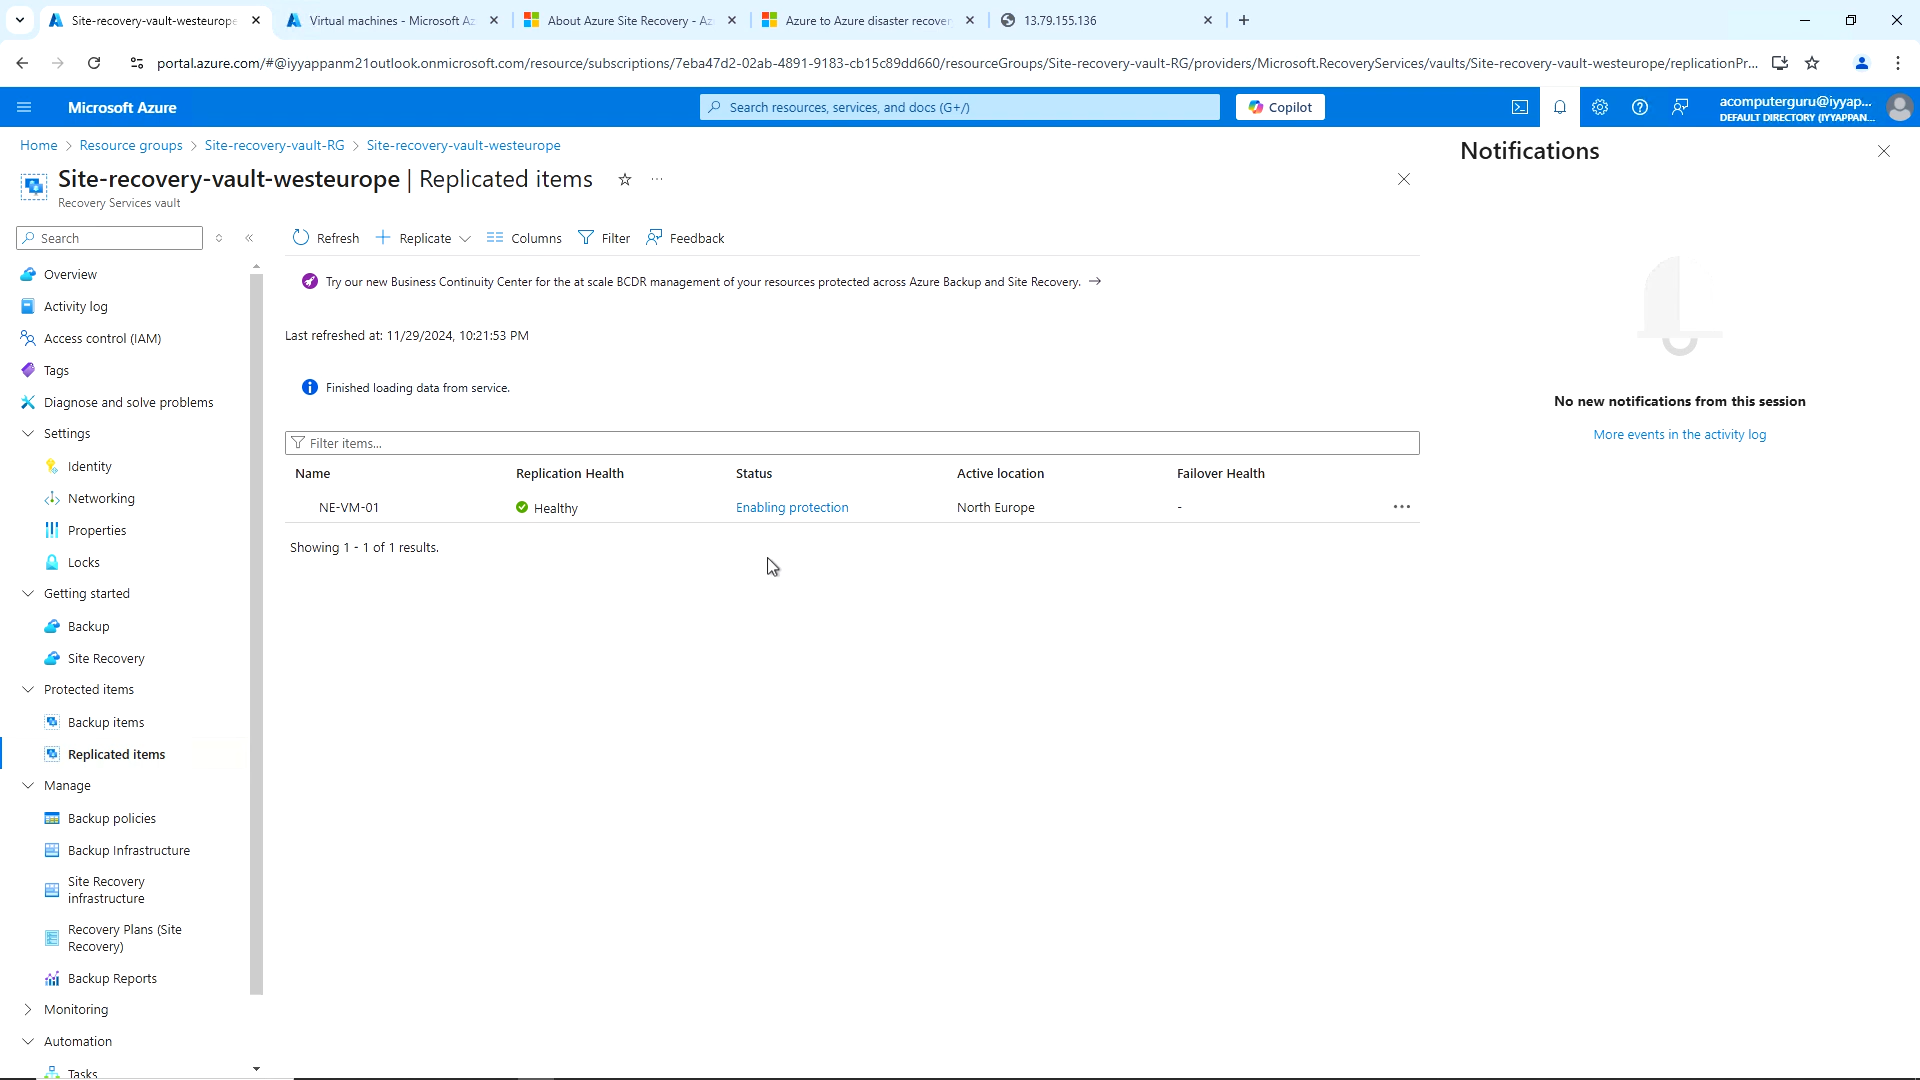 Site-recovery-vault-westeurope
Virtual machines - Microsoft Az
About Azure Site Recovery - Az
Azure to Azure disaster recover
13.79.155.136
portal.azure.com/#@iyyappanm21outlook.onmicrosoft.com/resource/subscriptions/7eba47d2-02ab-4891-9183-cb15c89dd660/resourceGroups/Site-recovery-vault-RG/providers/Microsoft.RecoveryServices/vaults/Site-recovery-vault-westeurope/replicationPr...
Microsoft Azure
Search resources, services, and docs (G+/)
Copilot
acomputerguru@iyyap...
DEFAULT DIRECTORY (IYYAPPAN...
Home > Resource groups > Site-recovery-vault-RG > Site-recovery-vault-westeurope
Site-recovery-vault-westeurope | Replicated items
Recovery Services vault
Search
Overview
Activity log
Access control (IAM)
Tags
Diagnose and solve problems
Settings
Identity
Networking
Properties
Locks
Getting started
Backup
Site Recovery
Protected items
Backup items
Replicated items
Manage
Backup policies
Backup Infrastructure
Site Recovery
infrastructure
Recovery Plans (Site
Recovery)
Backup Reports
Monitoring
Automation
Tasks
Refresh Replicate Columns Filter Feedback
Try our new Business Continuity Center for the at scale BCDR management of your resources protected across Azure Backup and Site Recovery. →
Last refreshed at: 11/29/2024, 10:21:53 PM
Finished loading data from service.
Filter items...
Name Replication Health Status Active location Failover Health
NE-VM-01 Healthy Enabling protection North Europe -
Showing 1 - 1 of 1 results.
Notifications
No new notifications from this session
More events in the activity log